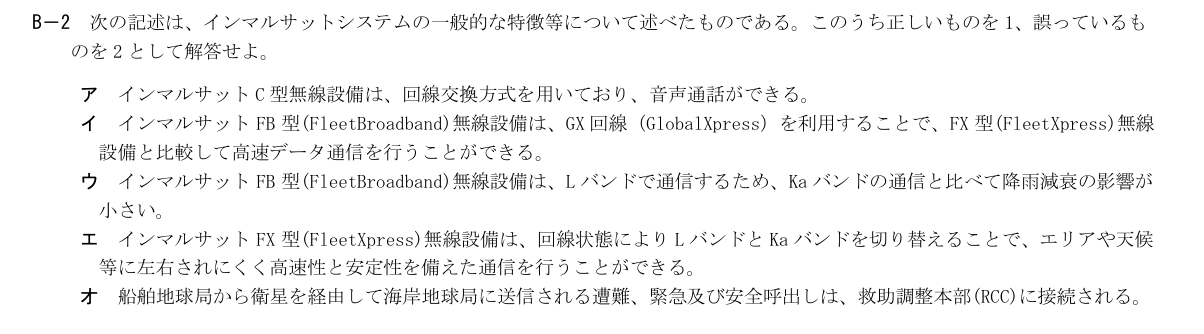 B－2 次の記述は、インマルサットシステムの一般的な特徴等について述べたものである。このうち正しいものを 1、誤っているも
のを 2 として解答せよ。
ア インマルサット C 型無線設備は、回線交換方式を用いており、音声通話ができる。
イ インマルサット FB 型(FleetBroadband)無線設備は、GX 回線 (GlobalXpress) を利用することで、FX 型(FleetXpress)無線
設備と比較して高速データ通信を行うことができる。
ウ インマルサット FB 型(FleetBroadband)無線設備は、L バンドで通信するため、Ka バンドの通信と比べて降雨減衰の影響が
小さい。
エ インマルサット FX 型(FleetXpress)無線設備は、回線状態により L バンドと Ka バンドを切り替えることで、エリアや天候
等に左右されにくく高速性と安定性を備えた通信を行うことができる。
オ 船舶地球局から衛星を経由して海岸地球局に送信される遭難、緊急及び安全呼出しは、救助調整本部(RCC)に接続される。